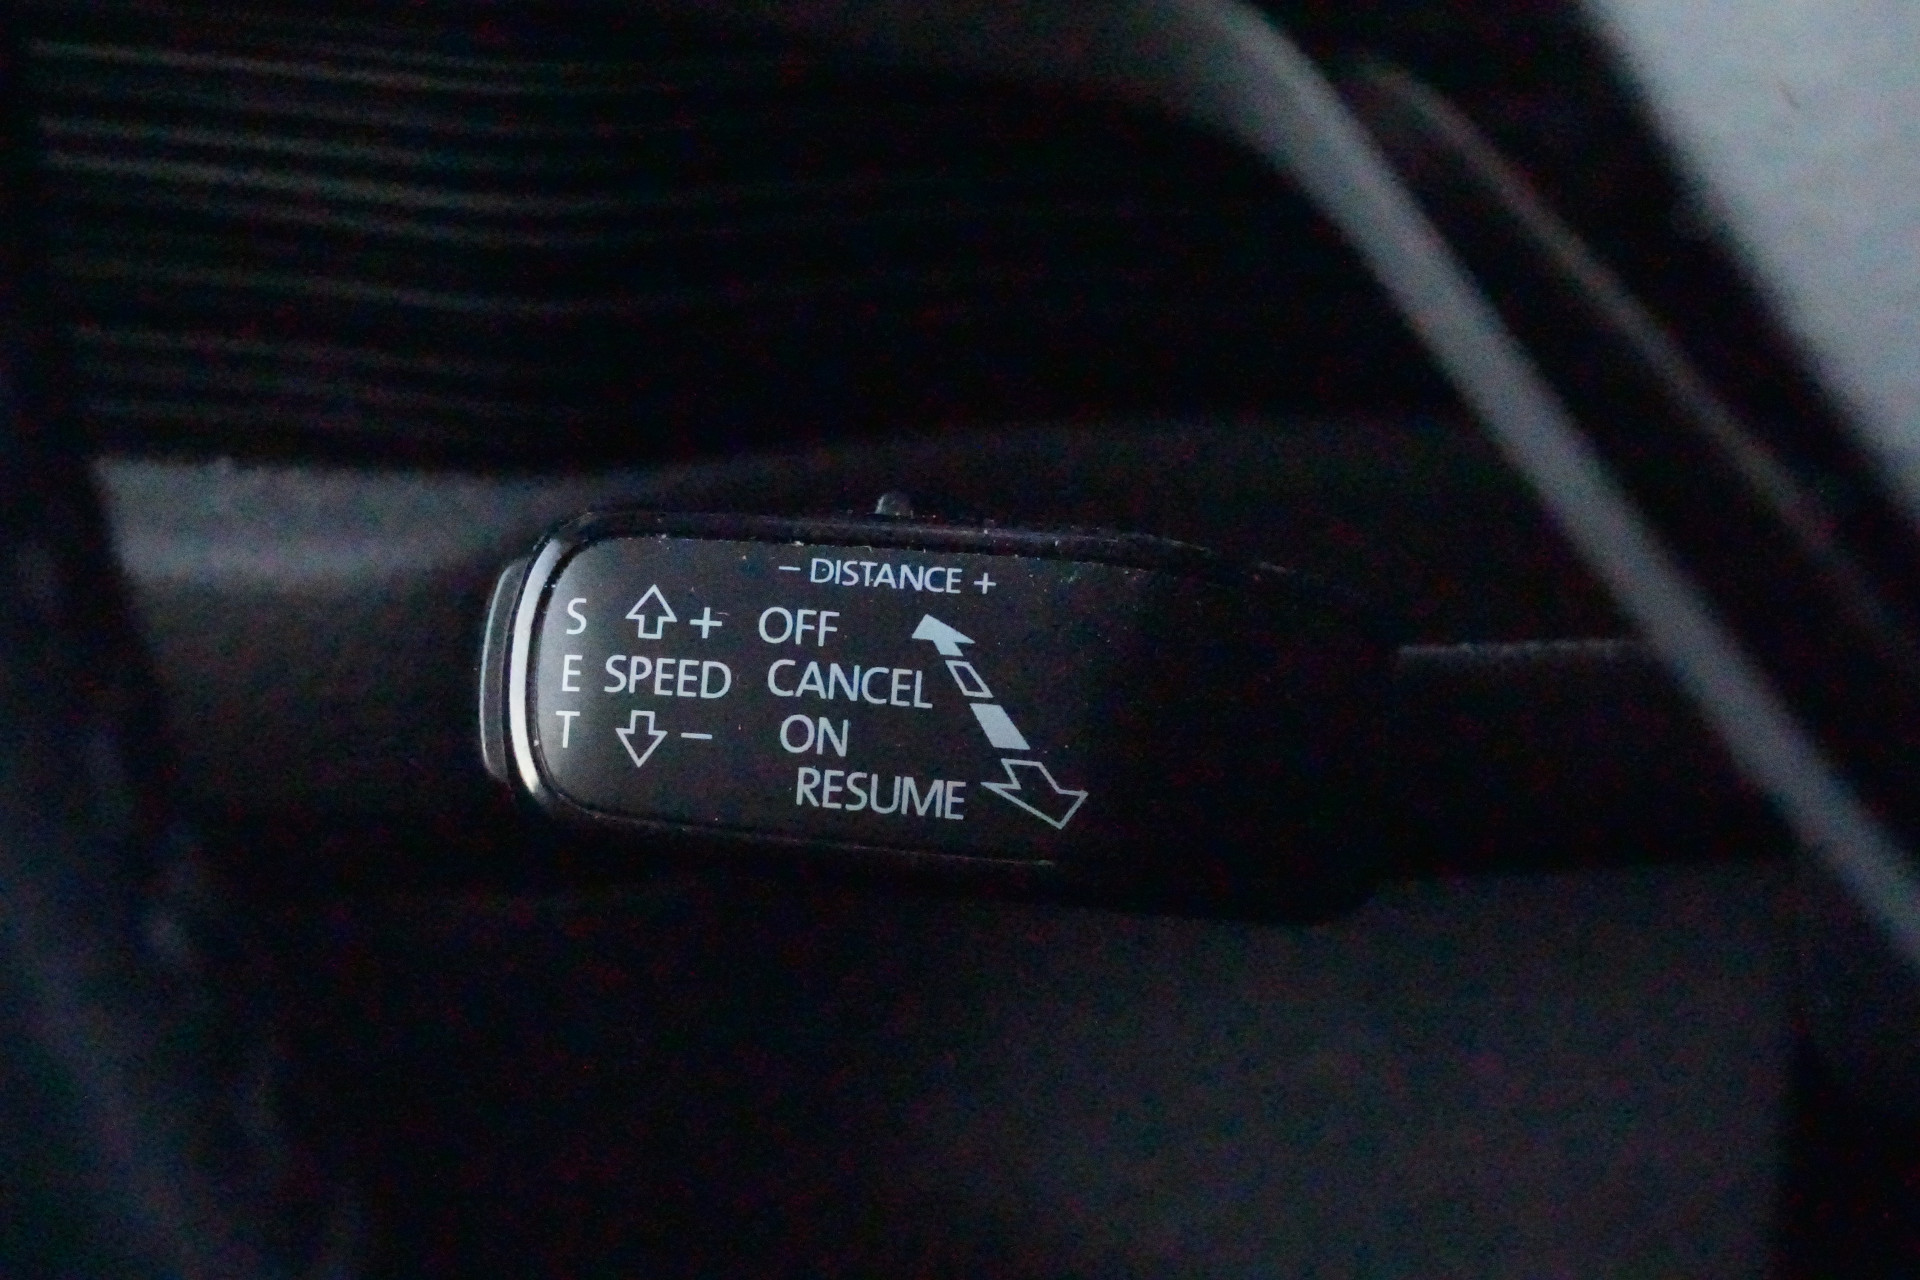 – DISTANCE +
S + OFF
E SPEED CANCEL
T – ON
RESUME